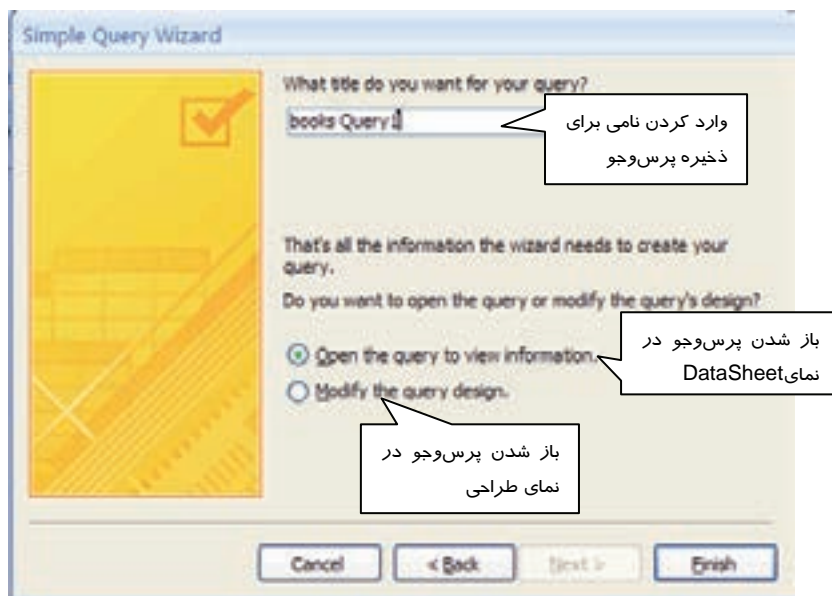 Simple Query Wizard
What title do you want for your query?
books Query1
وارد کردن نامی برای
ذخیره پرس‌وجو
That's all the information the wizard needs to create your
query.
Do you want to open the query or modify the query's design?
Open the query to view information.
باز شدن پرس‌وجو در
نمای DataSheet
Modify the query design.
باز شدن پرس‌وجو در
نمای طراحی
Cancel
< Back
Next >
Finish